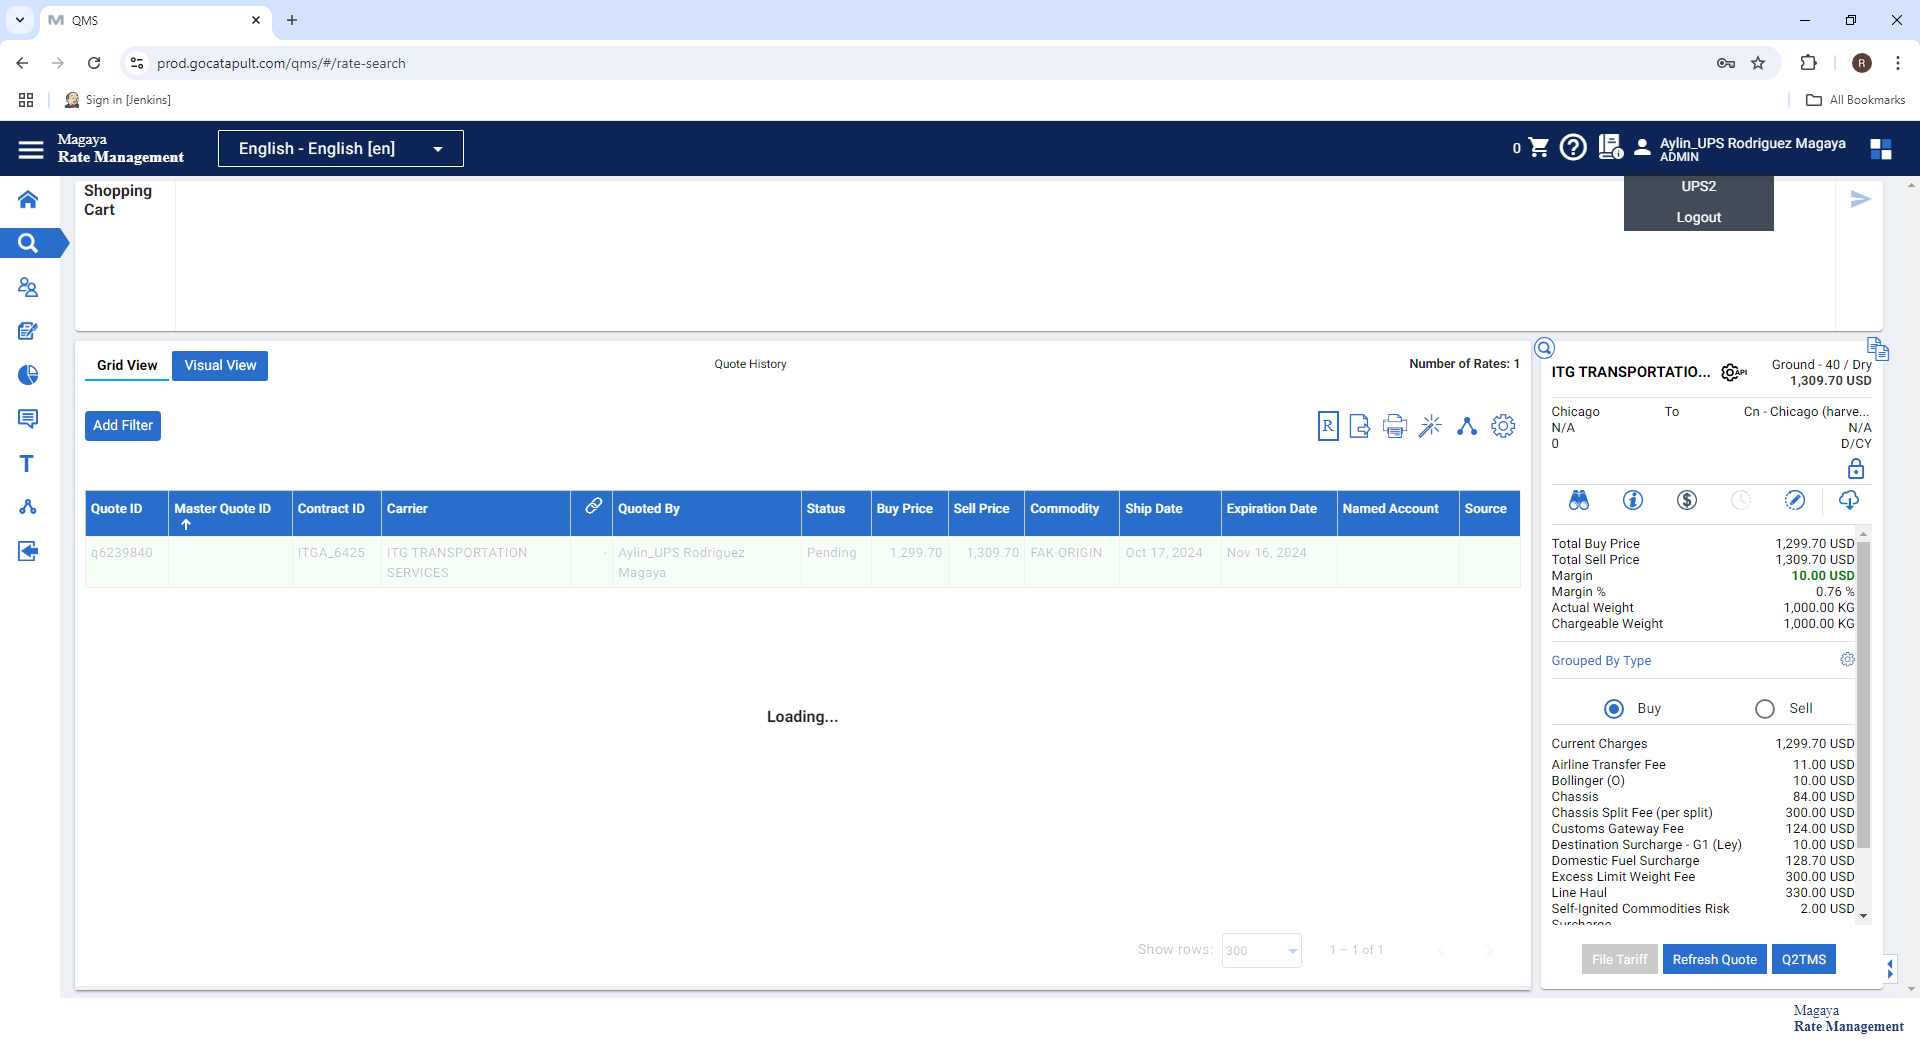 QMS
prod.gocatapult.com/qms/#/rate-search
R
Sign in [Jenkins]
All Bookmarks
Magaya
Rate Management
English - English [en]
0
Aylin_UPS Rodriguez Magaya
ADMIN
UPS2
Logout
Shopping
Cart
Grid View
Visual View
Quote History
Number of Rates: 1
Add Filter
R
Quote ID Master Quote ID Contract ID Carrier Quoted By Status Buy Price Sell Price Commodity Ship Date Expiration Date Named Account Source
q6239840 ITGA_6425 ITG TRANSPORTATION - Aylin_UPS Rodriguez Pending 1,299.70 1,309.70 FAK-ORIGIN Oct 17, 2024 Nov 16, 2024
SERVICES Magaya
Loading...
Show rows: 300 1 – 1 of 1
ITG TRANSPORTATIO... API Ground - 40 / Dry
1,309.70 USD
Chicago To Cn - Chicago (harve...
N/A N/A
0 D/CY
Total Buy Price 1,299.70 USD
Total Sell Price 1,309.70 USD
Margin 10.00 USD
Margin % 0.76 %
Actual Weight 1,000.00 KG
Chargeable Weight 1,000.00 KG
Grouped By Type
Buy Sell
Current Charges 1,299.70 USD
Airline Transfer Fee 11.00 USD
Bollinger (O) 10.00 USD
Chassis 84.00 USD
Chassis Split Fee (per split) 300.00 USD
Customs Gateway Fee 124.00 USD
Destination Surcharge - G1 (Ley) 10.00 USD
Domestic Fuel Surcharge 128.70 USD
Excess Limit Weight Fee 300.00 USD
Line Haul 330.00 USD
Self-Ignited Commodities Risk 2.00 USD
Surcharge
File Tariff Refresh Quote Q2TMS
Magaya
Rate Management